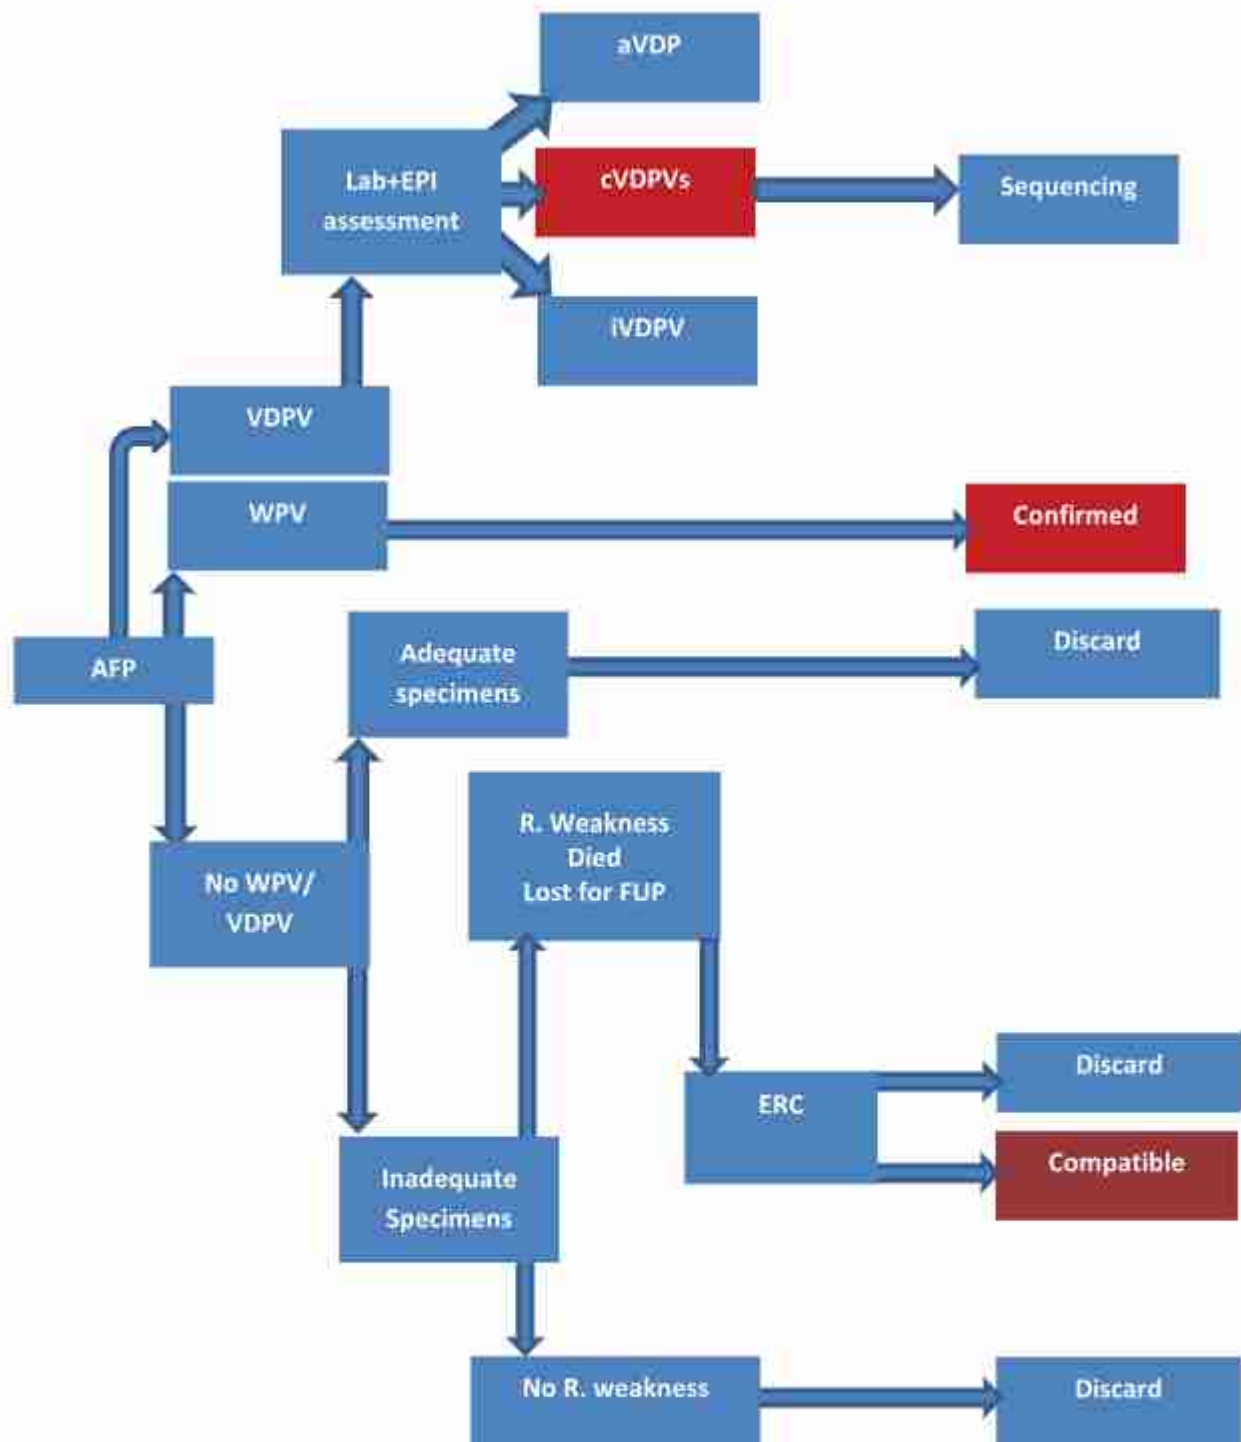 aVDP
Lab+EPI
assessment
cVDPVs
Sequencing
iVDPV
VDPV
WPV
Confirmed
AFP
Adequate
specimens
Discard
R. Weakness
Died
Lost for FUP
No WPV/
VDPV
ERC
Discard
Compatible
Inadequate
Specimens
No R. weakness
Discard